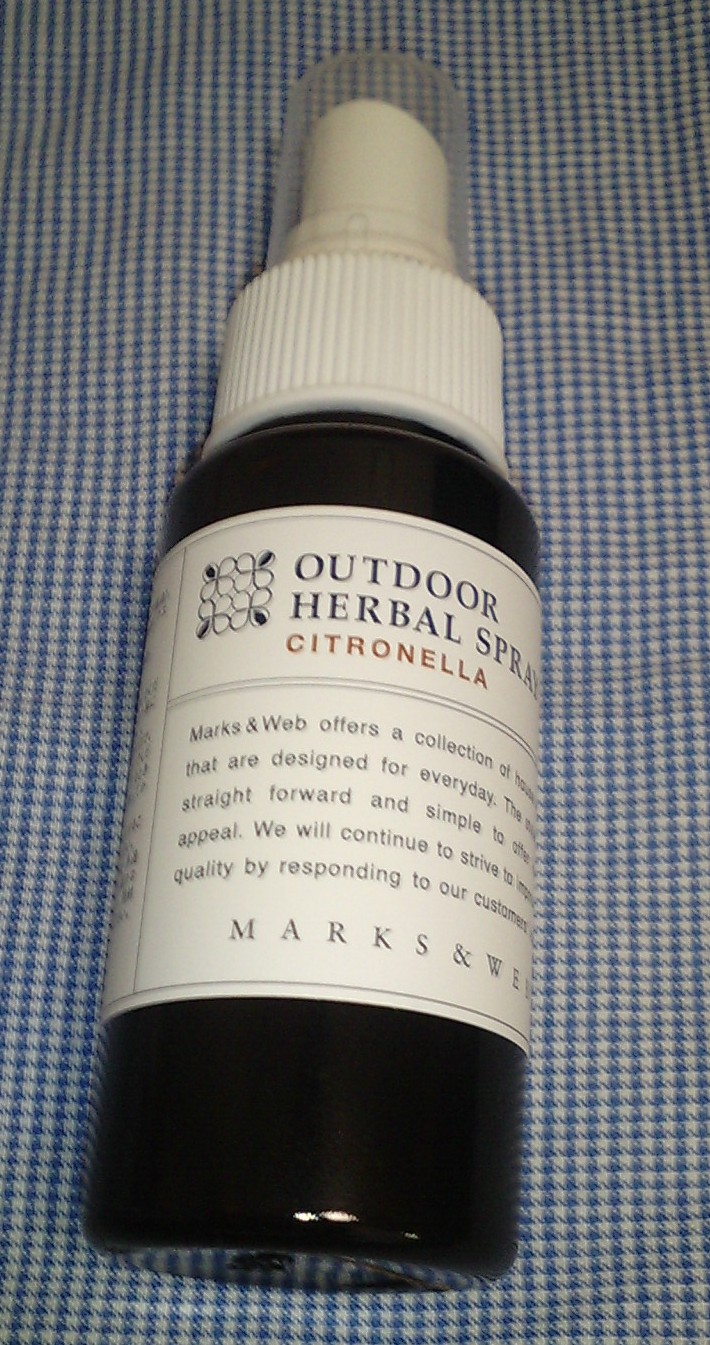 OUTDOOR
HERBAL SPRAY
CITRONELLA
Marks & Web offers a collection of
that are designed for everyday. The
straight forward and simple to offer
appeal. We will continue to strive to
quality by responding to our customers
MARKS & WE